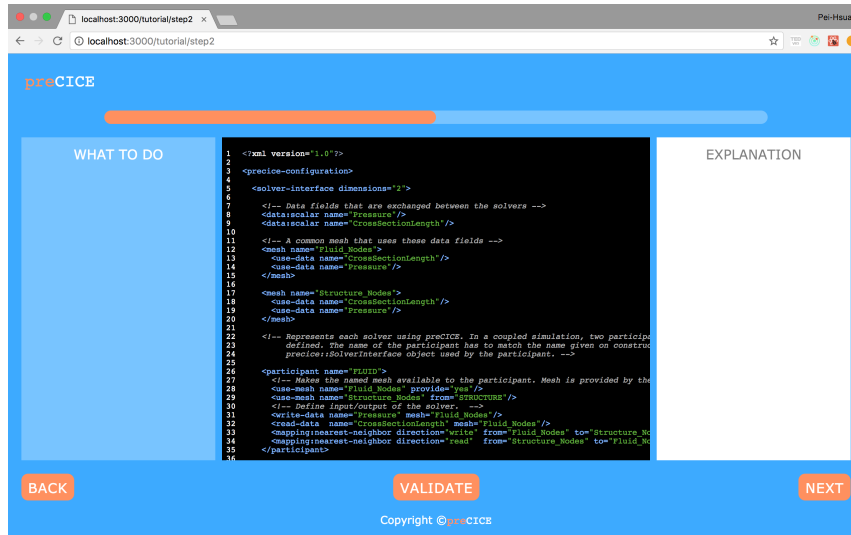 localhost:3000/tutorial/step2 ×
Pei-Hsua
localhost:3000/tutorial/step2
preCICE
WHAT TO DO
1 <?xml version="1.0"?>
2
3 <precice-configuration>
4
5 <solver-interface dimensions="2">
6
7 <!-- Data fields that are exchanged between the solvers -->
8 <data:scalar name="Pressure"/>
9 <data:scalar name="CrossSectionLength"/>
10
11 <!-- A common mesh that uses these data fields -->
12 <mesh name="Fluid_Nodes">
13 <use-data name="CrossSectionLength"/>
14 <use-data name="Pressure"/>
15 </mesh>
16
17 <mesh name="Structure_Nodes">
18 <use-data name="CrossSectionLength"/>
19 <use-data name="Pressure"/>
20 </mesh>
21
22 <!-- Represents each solver using preCICE. In a coupled simulation, two participa
23 defined. The name of the participant has to match the name given on construc
24 precice::SolverInterface object used by the participant. -->
25
26 <participant name="FLUID">
27 <!-- Makes the named mesh available to the participant. Mesh is provided by the
28 <use-mesh name="Fluid_Nodes" provide="yes"/>
29 <use-mesh name="Structure_Nodes" from="STRUCTURE"/>
30 <!-- Define input/output of the solver. -->
31 <write-data name="Pressure" mesh="Fluid_Nodes"/>
32 <read-data name="CrossSectionLength" mesh="Fluid_Nodes"/>
33 <mapping:nearest-neighbor direction="write" from="Fluid_Nodes" to="Structure_No
34 <mapping:nearest-neighbor direction="read" from="Structure_Nodes" to="Fluid_No
35 </participant>
36
EXPLANATION
BACK
VALIDATE
NEXT
Copyright ©preCICE